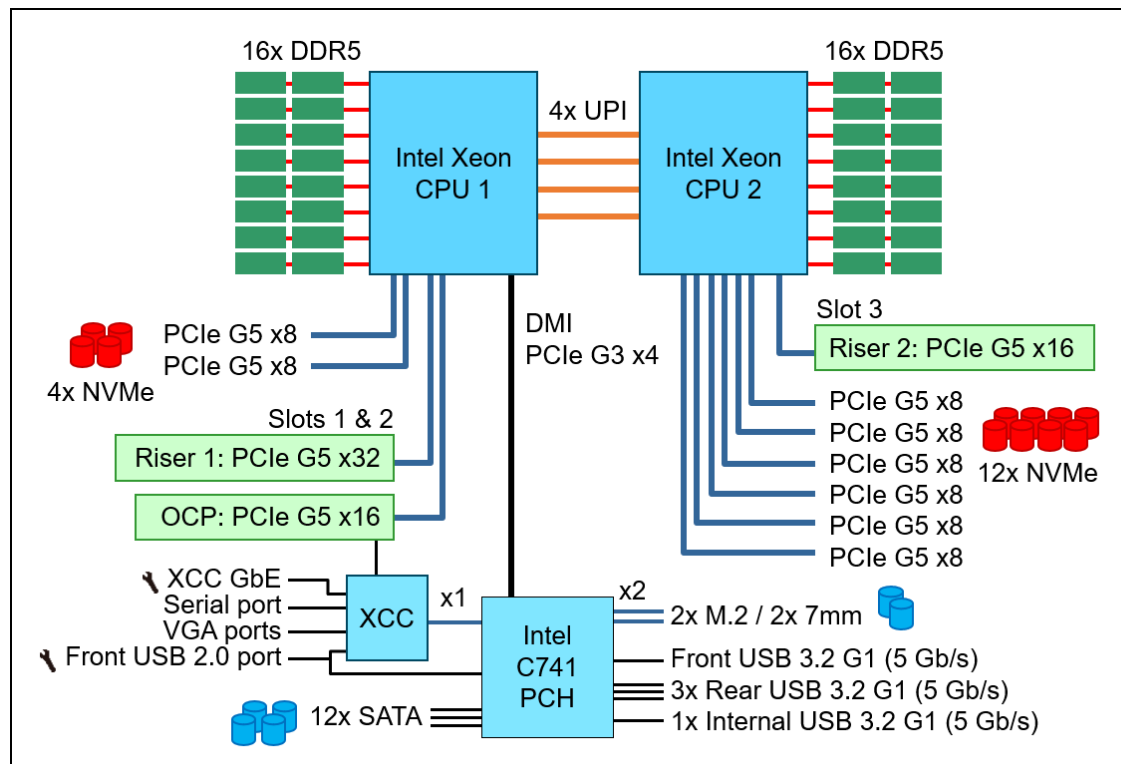 16x DDR5
16x DDR5
4x UPI
Intel Xeon
CPU 1
Intel Xeon
CPU 2
PCIe G5 x8
PCIe G5 x8
4x NVMe
DMI
PCIe G3 x4
Slot 3
Riser 2: PCIe G5 x16
PCIe G5 x8
PCIe G5 x8
PCIe G5 x8
PCIe G5 x8
PCIe G5 x8
PCIe G5 x8
12x NVMe
Slots 1 & 2
Riser 1: PCIe G5 x32
OCP: PCIe G5 x16
XCC GbE
Serial port
VGA ports
Front USB 2.0 port
XCC
x1
Intel
C741
PCH
x2
2x M.2 / 2x 7mm
Front USB 3.2 G1 (5 Gb/s)
3x Rear USB 3.2 G1 (5 Gb/s)
1x Internal USB 3.2 G1 (5 Gb/s)
12x SATA